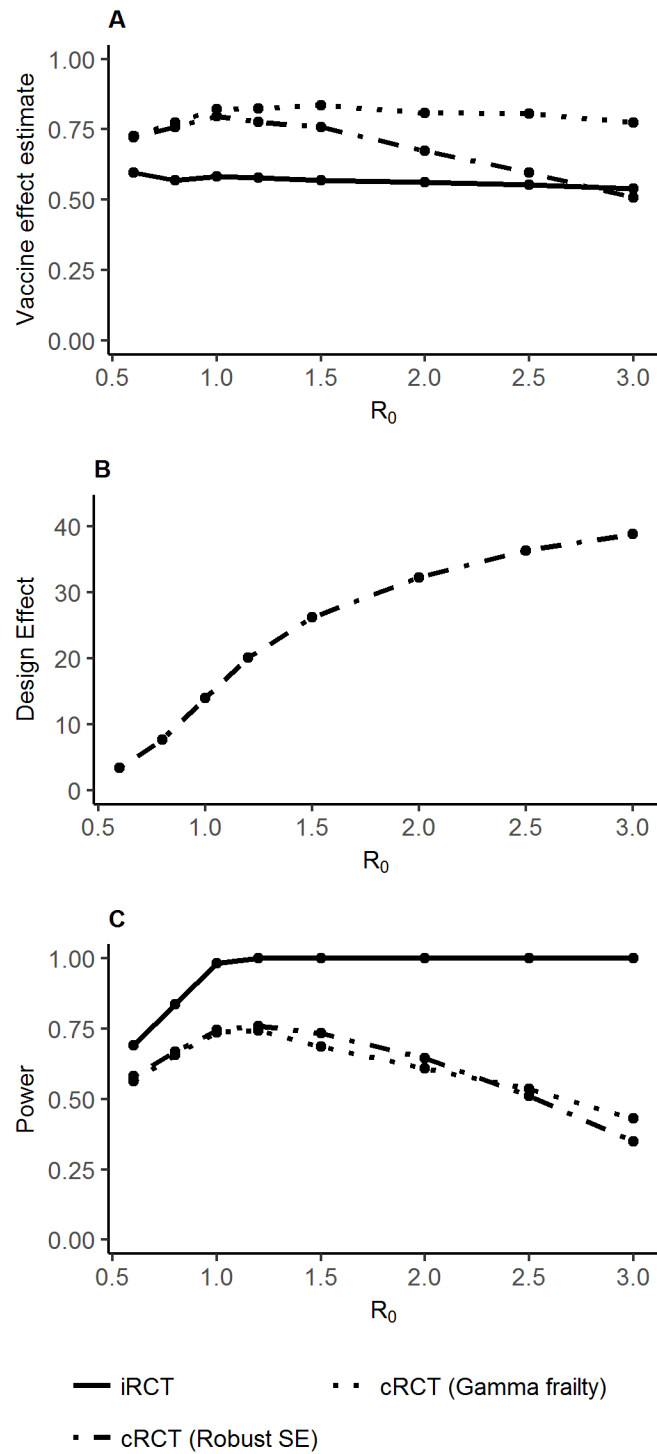 A
Vaccine effect estimate
1.00
0.75
0.50
0.25
0.00
0.5 1.0 1.5 2.0 2.5 3.0
R₀
B
Design Effect
40
30
20
10
0
0.5 1.0 1.5 2.0 2.5 3.0
R₀
C
Power
1.00
0.75
0.50
0.25
0.00
0.5 1.0 1.5 2.0 2.5 3.0
R₀
iRCT cRCT (Gamma frailty)
cRCT (Robust SE)